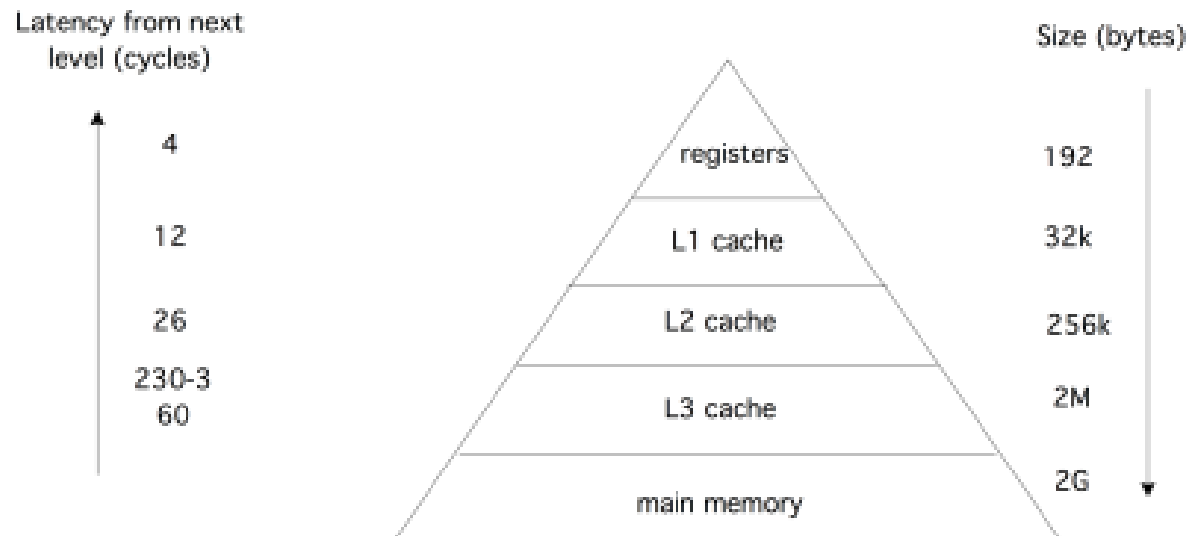 Latency from next
level (cycles)
Size (bytes)
4
registers
192
12
L1 cache
32k
26
L2 cache
256k
230-3
60
L3 cache
2M
main memory
2G